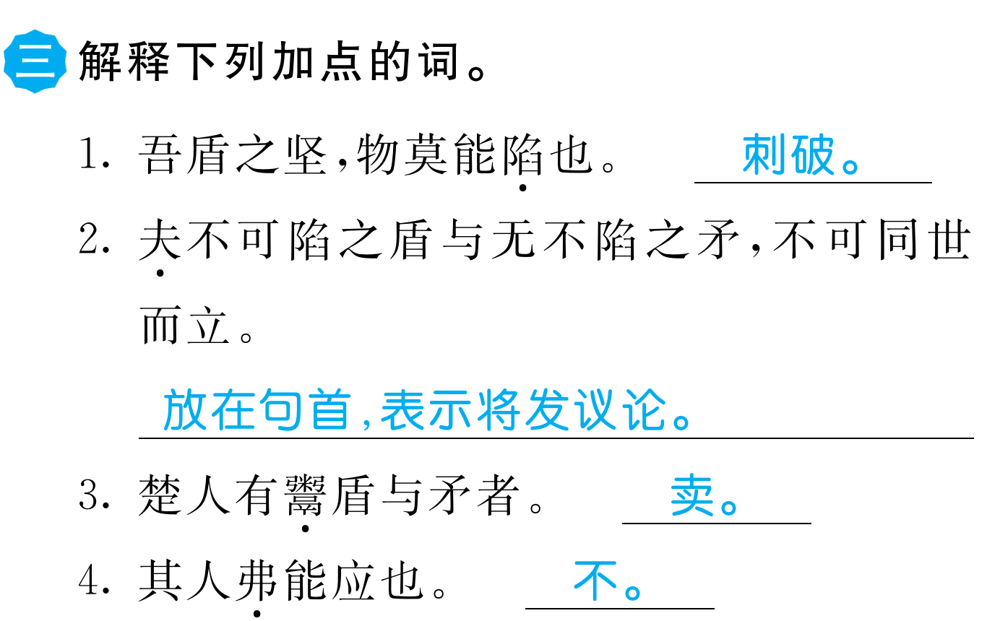 三 解释下列加点的词。
1. 吾盾之坚,物莫能陷也。 刺破。
2. 夫不可陷之盾与无不陷之矛,不可同世
而立。
放在句首,表示将发议论。
3. 楚人有鬻盾与矛者。 卖。
4. 其人弗能应也。 不。